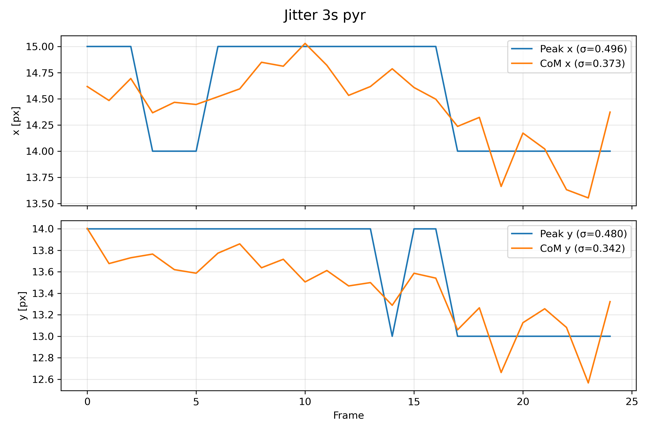 Jitter 3s pyr
15.00
14.75
14.50
14.25
14.00
13.75
13.50
x [px]
Peak x (σ=0.496)
CoM x (σ=0.373)
14.0
13.8
13.6
13.4
13.2
13.0
12.8
12.6
y [px]
Peak y (σ=0.480)
CoM y (σ=0.342)
0 5 10 15 20 25
Frame